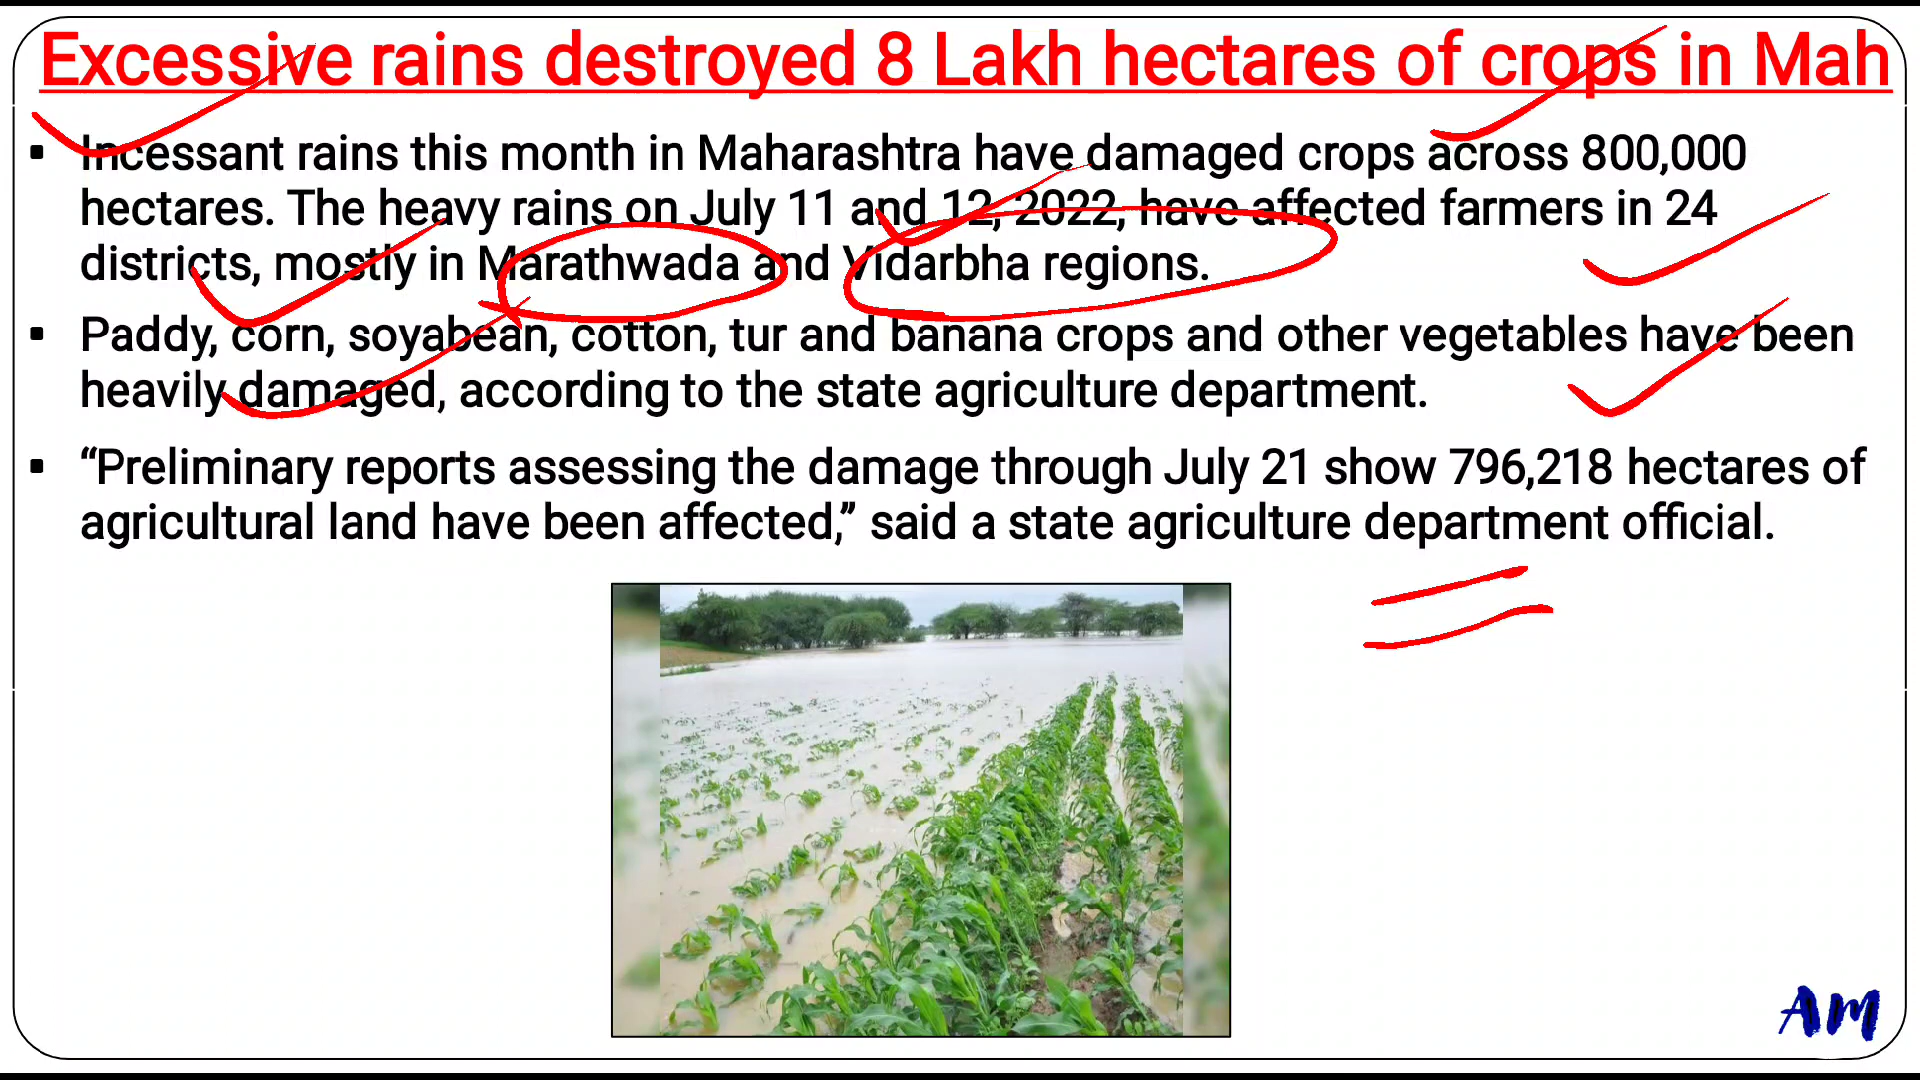 Excessive rains destroyed 8 Lakh hectares of crops in Mah
▪ Incessant rains this month in Maharashtra have damaged crops across 800,000
hectares. The heavy rains on July 11 and 12, 2022, have affected farmers in 24
districts, mostly in Marathwada and Vidarbha regions.
▪ Paddy, corn, soyabean, cotton, tur and banana crops and other vegetables have been
heavily damaged, according to the state agriculture department.
▪ “Preliminary reports assessing the damage through July 21 show 796,218 hectares of
agricultural land have been affected,” said a state agriculture department official.
AM